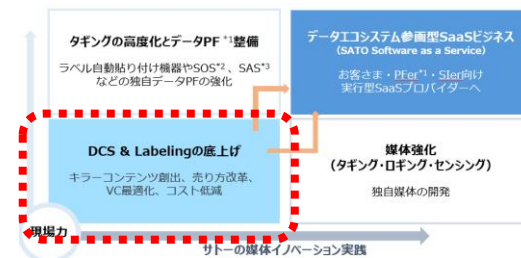 タギングの高度化とデータPF *1整備
ラベル自動貼り付け機器やSOS*2、SAS*3
などの独自データPFの強化
データエコシステム参画型SaaSビジネス
(SATO Software as a Service)
お客さま・PFer*1・SIer向け
実行型SaaSプロバイダーへ
DCS & Labelingの底上げ
キラーコンテンツ創出、売り方改革、
VC最適化、コスト低減
媒体強化
(タギング・ロギング・センシング)
独自媒体の開発
現場力
サトーの媒体イノベーション実践